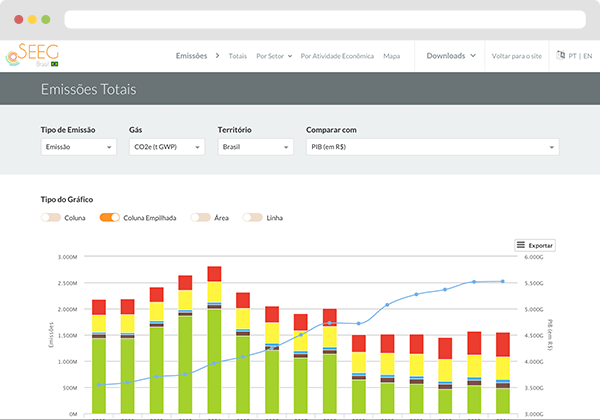 SEEG
Brasil
Emissões > Totais Por Setor Por Atividade Econômica Mapa Downloads Voltar para o site PT | EN
Emissões Totais
Tipo de Emissão Gás Território Comparar com
Emissão CO2e (t GWP) Brasil PIB (em R$)
Tipo do Gráfico
Coluna Coluna Empilhada Área Linha
Exportar
3.000M 6.000G
2.500M 5.500G
2.000M 5.000G
1.500M 4.500G
1.000M 4.000G
500M 3.500G
0M 3.000G
Emissões
PIB (em R$)